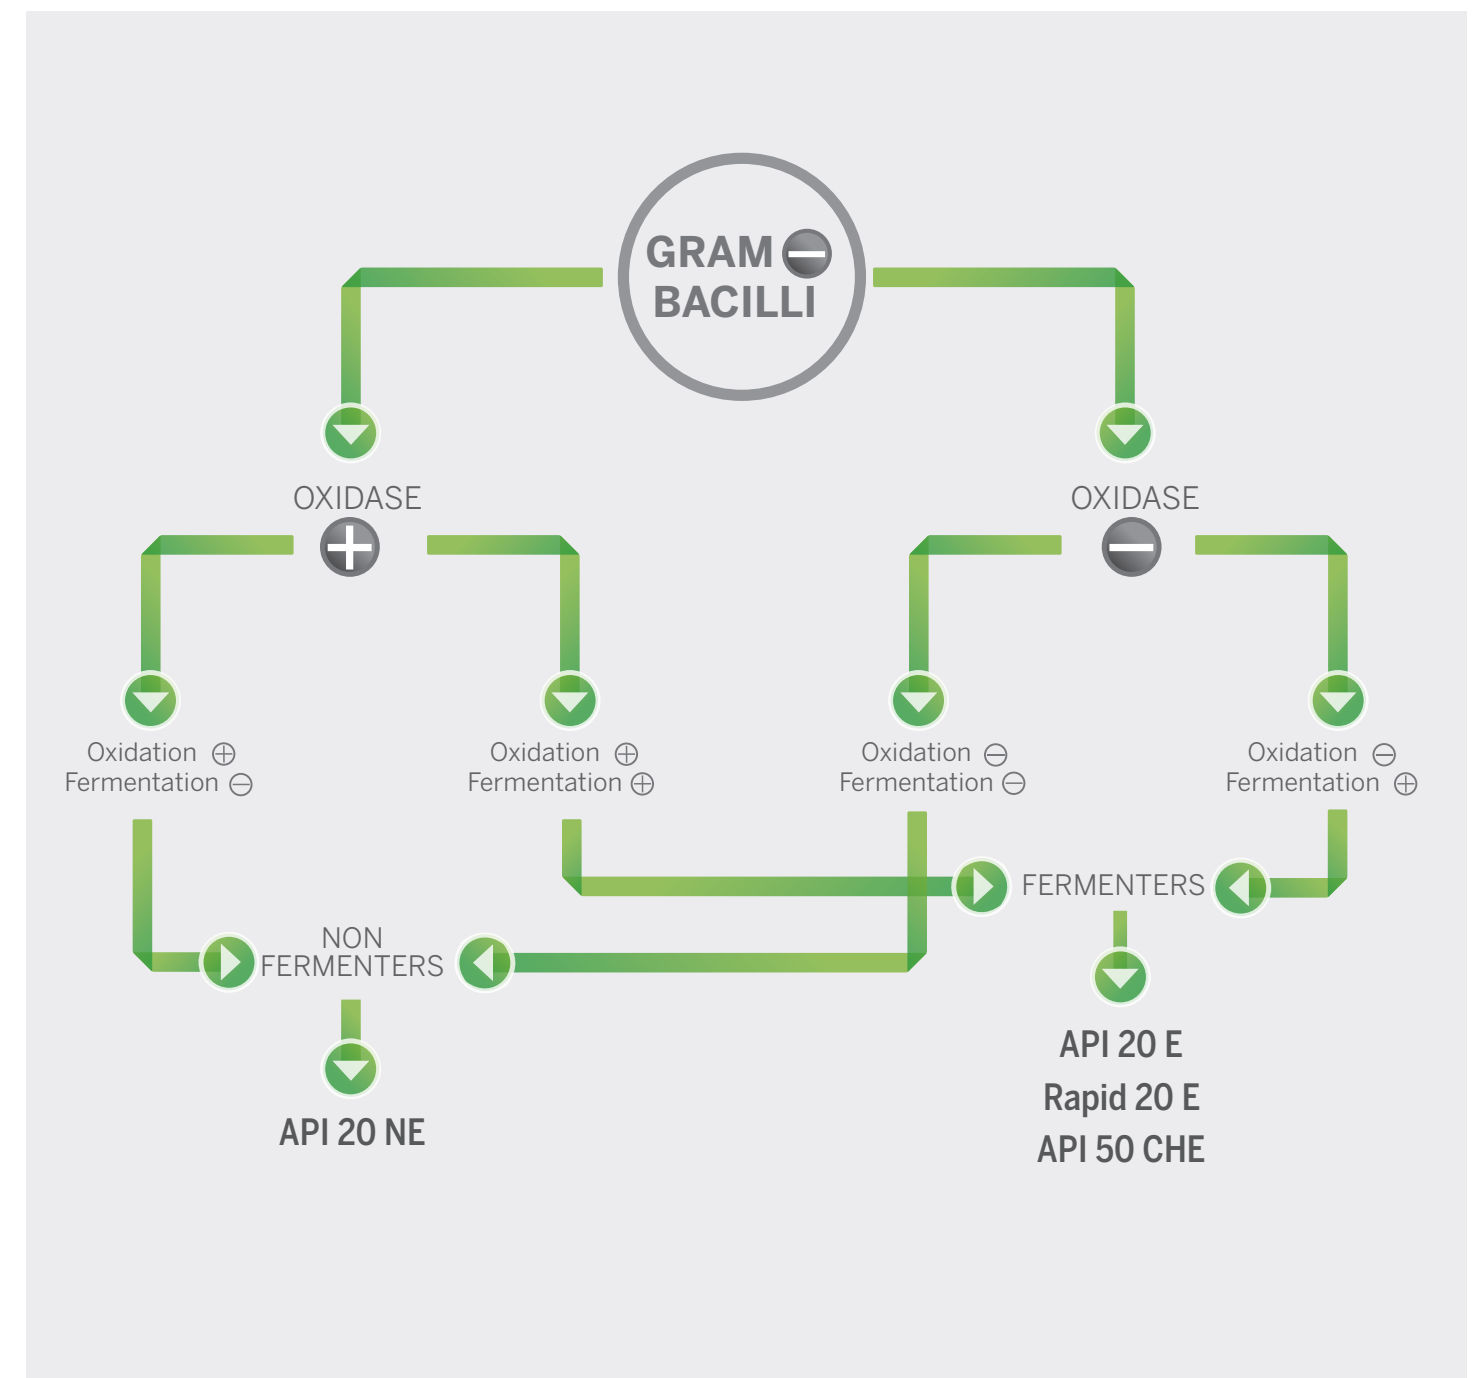 GRAM ⊖
BACILLI
OXIDASE
⊕
OXIDASE
⊖
Oxidation ⊕
Fermentation ⊖
Oxidation ⊕
Fermentation ⊕
Oxidation ⊖
Fermentation ⊖
Oxidation ⊖
Fermentation ⊕
FERMENTERS
NON
FERMENTERS
API 20 E
Rapid 20 E
API 50 CHE
API 20 NE